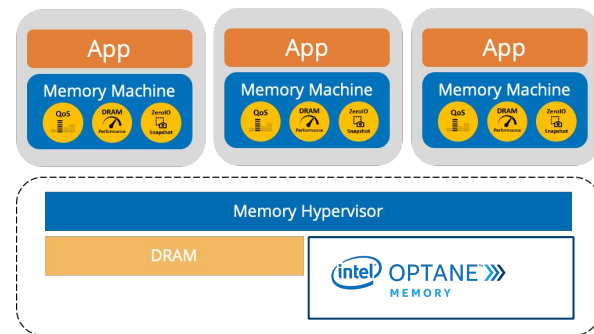 App
Memory Machine
QoS
DRAM
Performance
ZeroIO
Snapshot
App
Memory Machine
QoS
DRAM
Performance
ZeroIO
Snapshot
App
Memory Machine
QoS
DRAM
Performance
ZeroIO
Snapshot
Memory Hypervisor
DRAM
intel OPTANE™
MEMORY